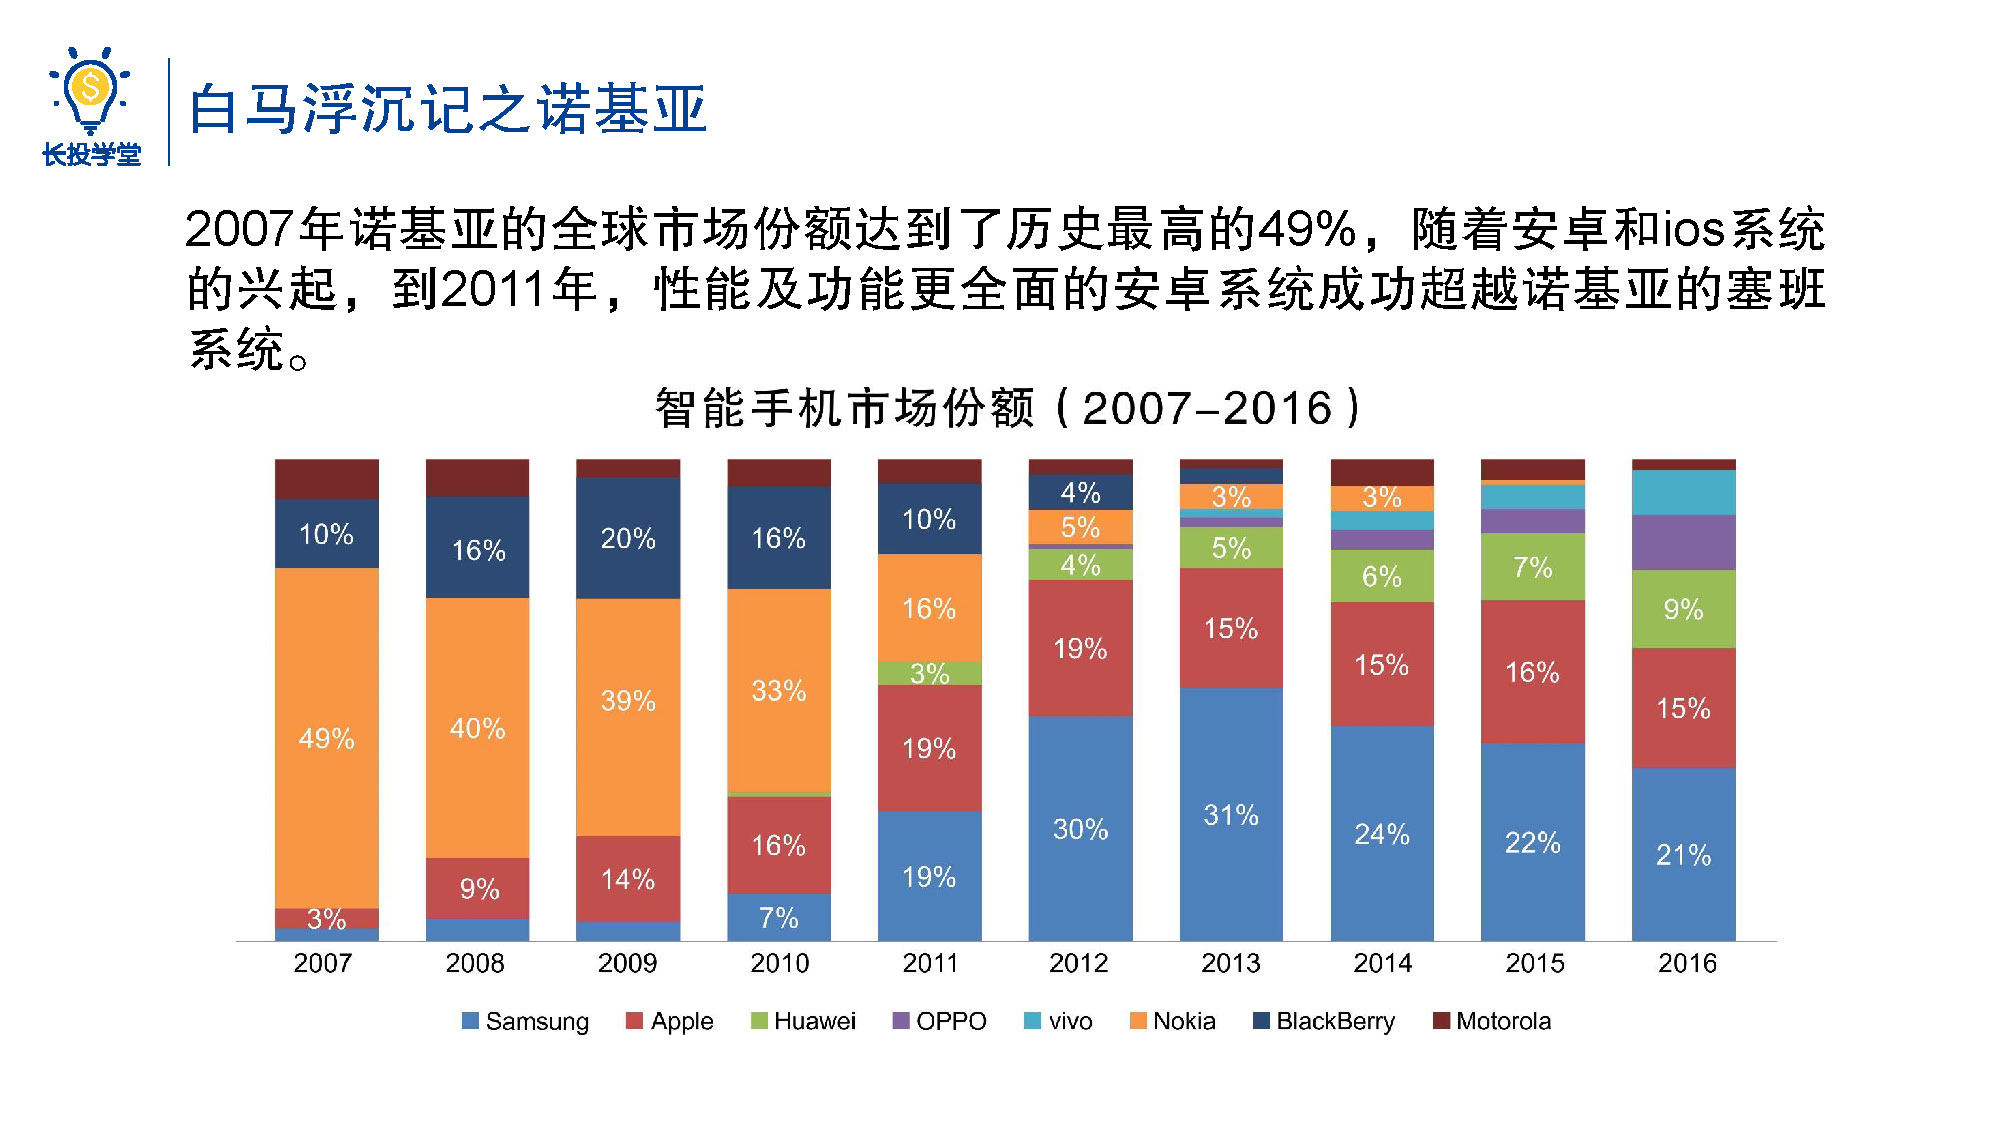 长投学堂
白马浮沉记之诺基亚
2007年诺基亚的全球市场份额达到了历史最高的49%，随着安卓和ios系统
的兴起，到2011年，性能及功能更全面的安卓系统成功超越诺基亚的塞班
系统。
智能手机市场份额（2007–2016）
10% 16% 20% 16% 10% 4% 3% 3%
49% 40% 39% 33% 16% 5% 5% 6% 7% 9%
3% 4%
3% 9% 14% 16% 19% 19% 15% 15% 16% 15%
7% 19% 30% 31% 24% 22% 21%
2007 2008 2009 2010 2011 2012 2013 2014 2015 2016
Samsung Apple Huawei OPPO vivo Nokia BlackBerry Motorola